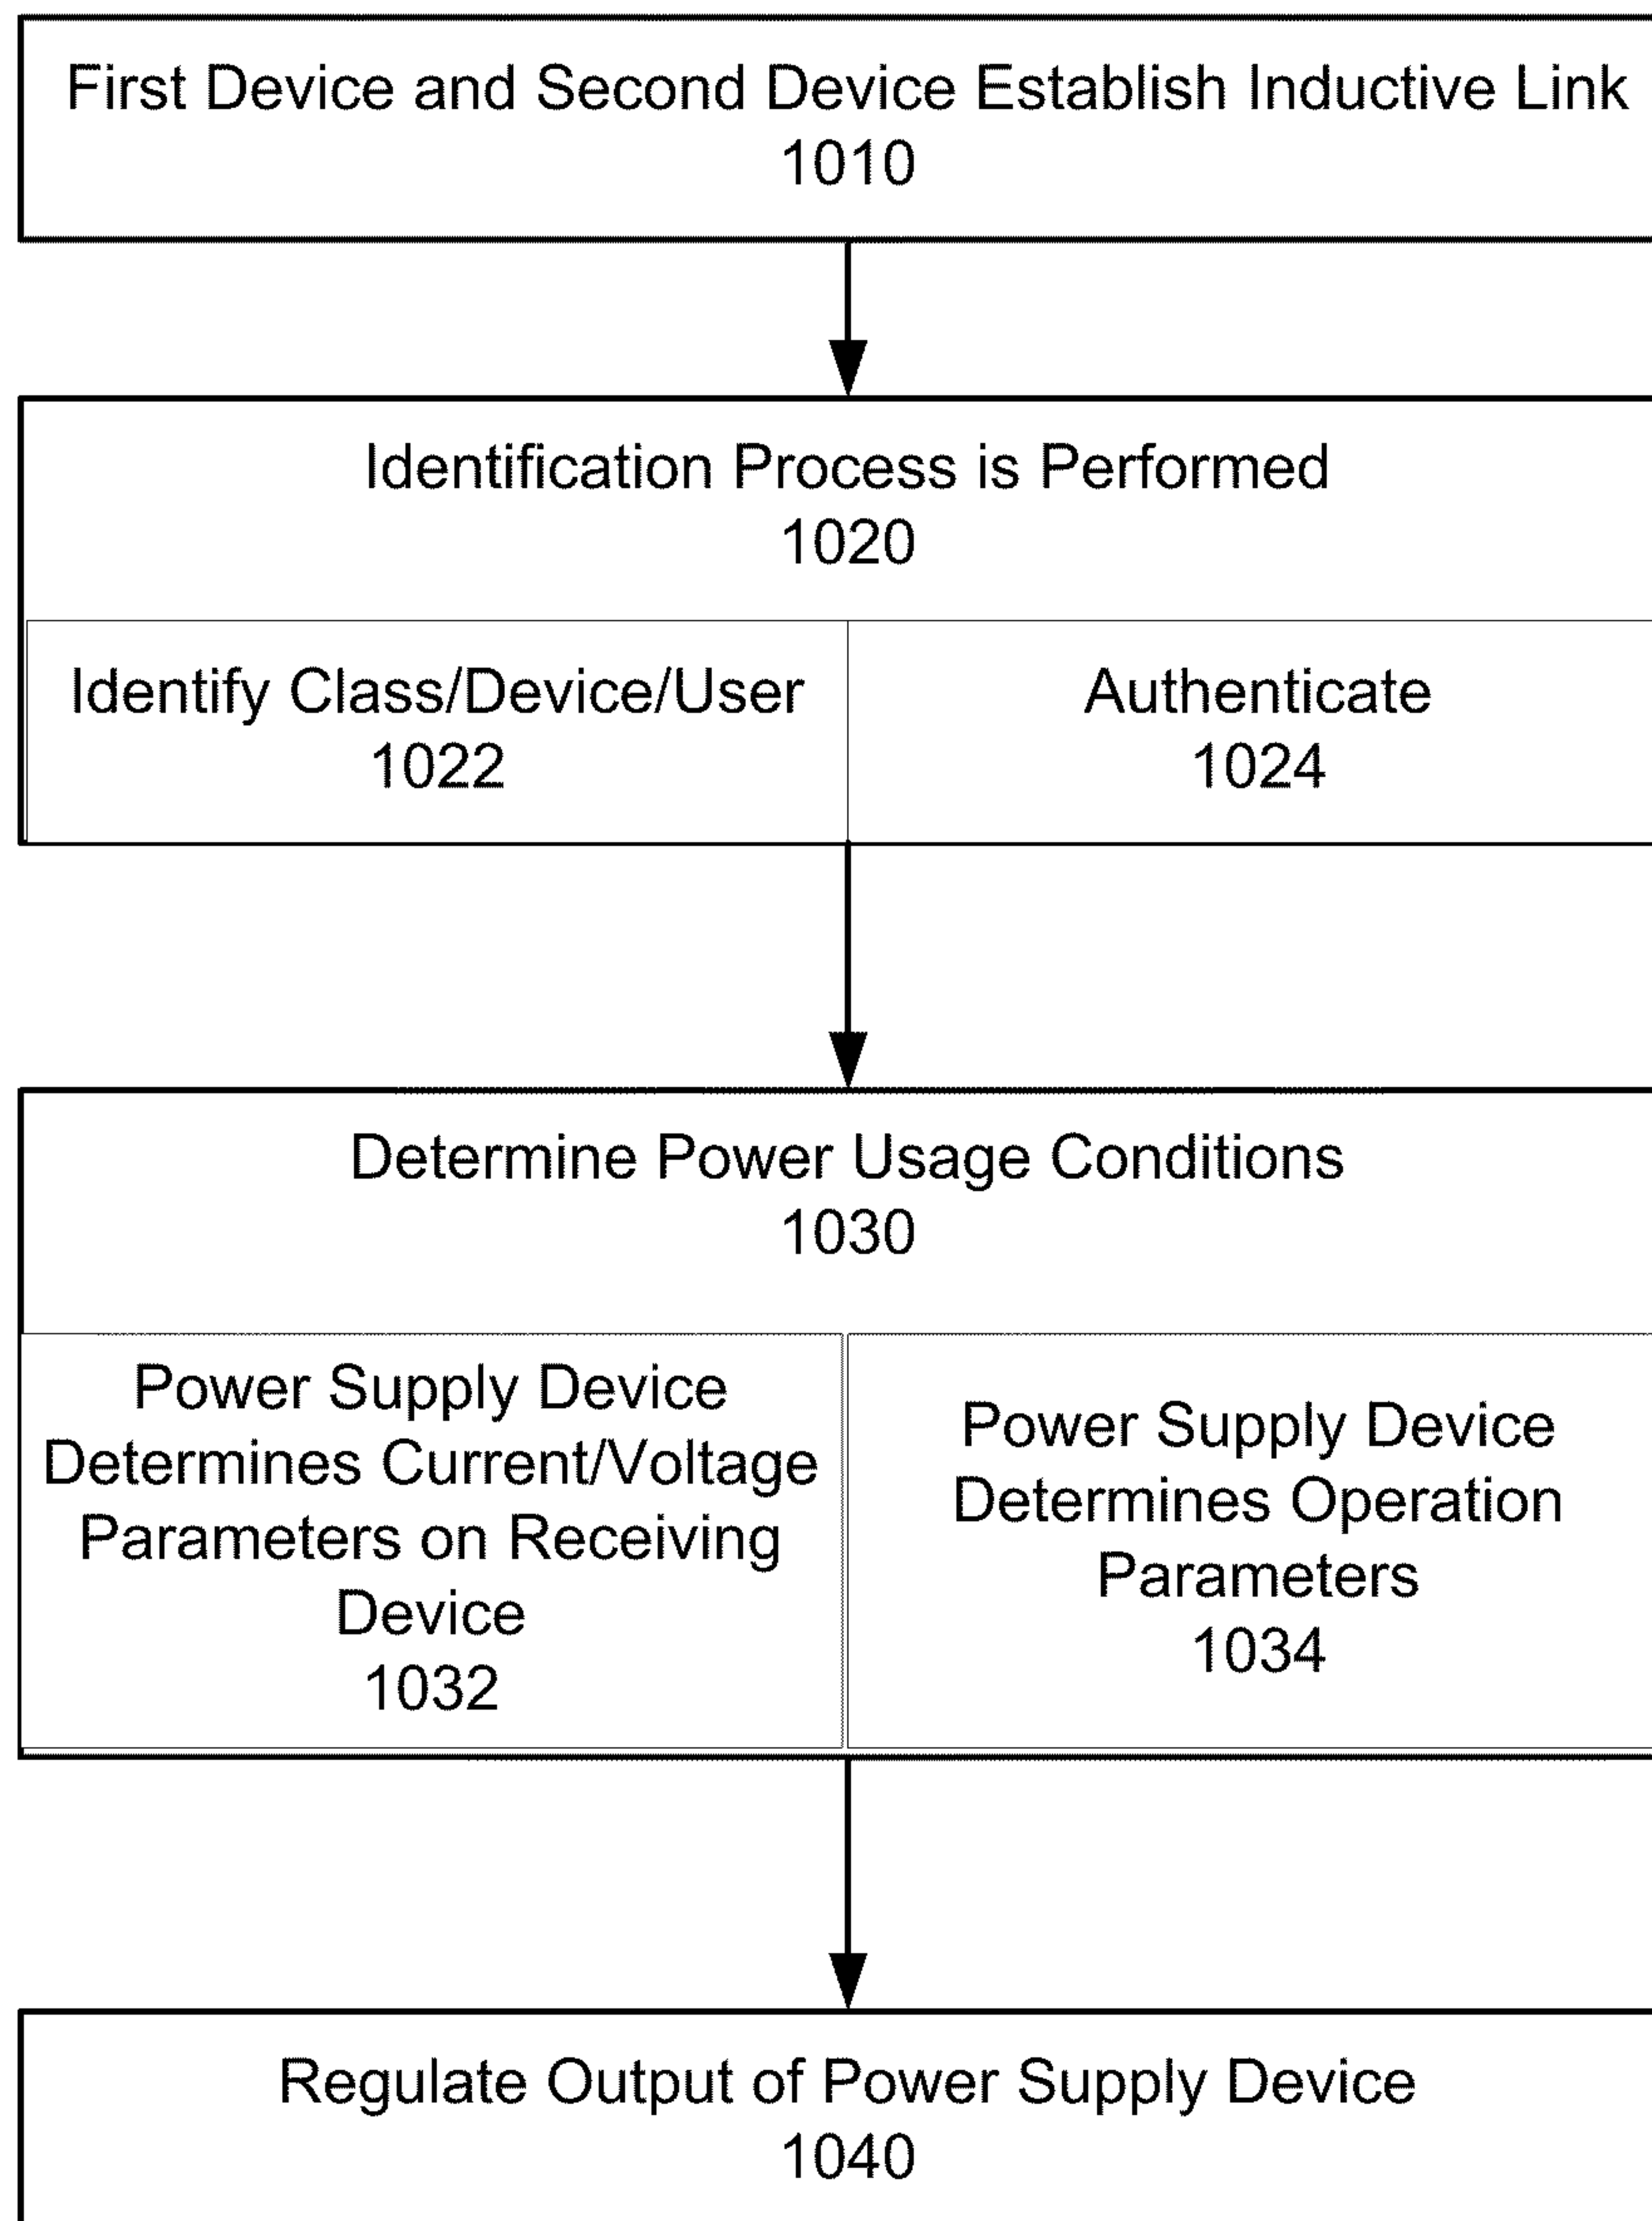 First Device and Second Device Establish Inductive Link
1010
Identification Process is Performed
1020
Identify Class/Device/User
1022
Authenticate
1024
Determine Power Usage Conditions
1030
Power Supply Device
Determines Current/Voltage
Parameters on Receiving
Device
1032
Power Supply Device
Determines Operation
Parameters
1034
Regulate Output of Power Supply Device
1040